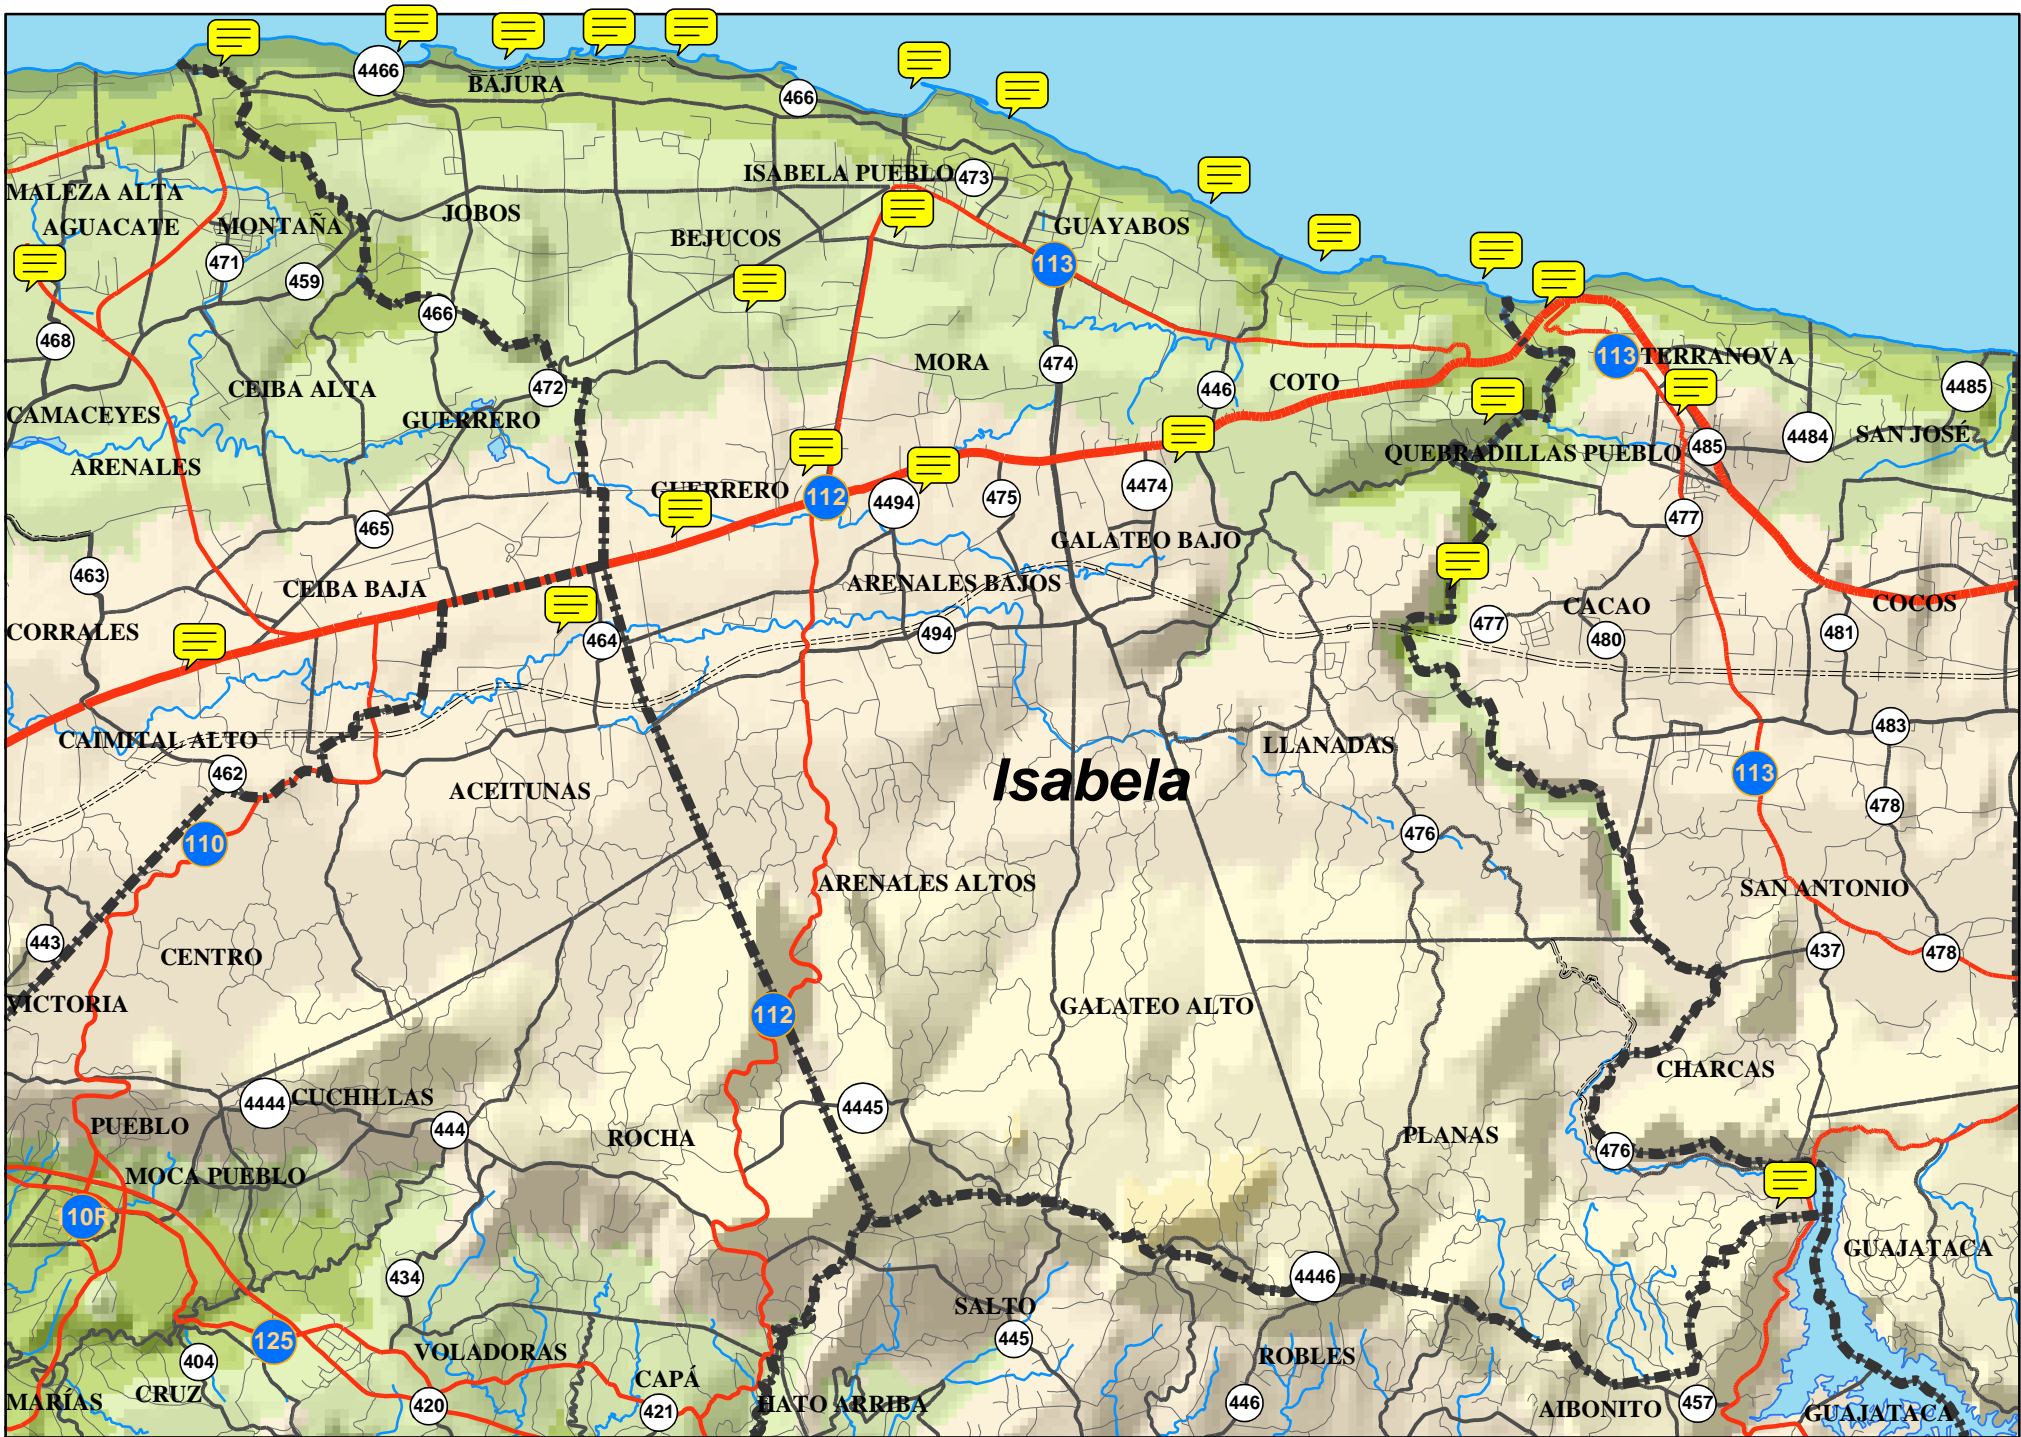 4466
BAJURA
466
ISABELA PUEBLO
473
MALEZA ALTA
AGUACATE
MONTAÑA
JOBOS
BEJUCOS
GUAYABOS
471
459
113
466
468
MORA
474
113
TERRANOVA
CEIBA ALTA
472
446
COTO
4485
CAMACEYES
GUERRERO
4484
SAN JOSÉ
ARENALES
QUEBRADILLAS PUEBLO
485
GUERRERO
112
4494
475
4474
477
465
GALATEO BAJO
463
CEIBA BAJA
ARENALES BAJOS
CACAO
COCOS
CORRALES
464
494
477
480
481
CAIMITAL ALTO
LLANADAS
483
462
ACEITUNAS
Isabela
113
478
110
476
ARENALES ALTOS
SAN ANTONIO
443
CENTRO
437
478
VICTORIA
112
GALATEO ALTO
CHARCAS
4444
CUCHILLAS
4445
PUEBLO
444
ROCHA
PLANAS
476
MOCA PUEBLO
10R
GUAJATACA
434
4446
SALTO
445
125
VOLADORAS
ROBLES
404
CAPÁ
MARÍAS
CRUZ
420
421
HATO ARRIBA
446
AIBONITO
457
GUAJATACA